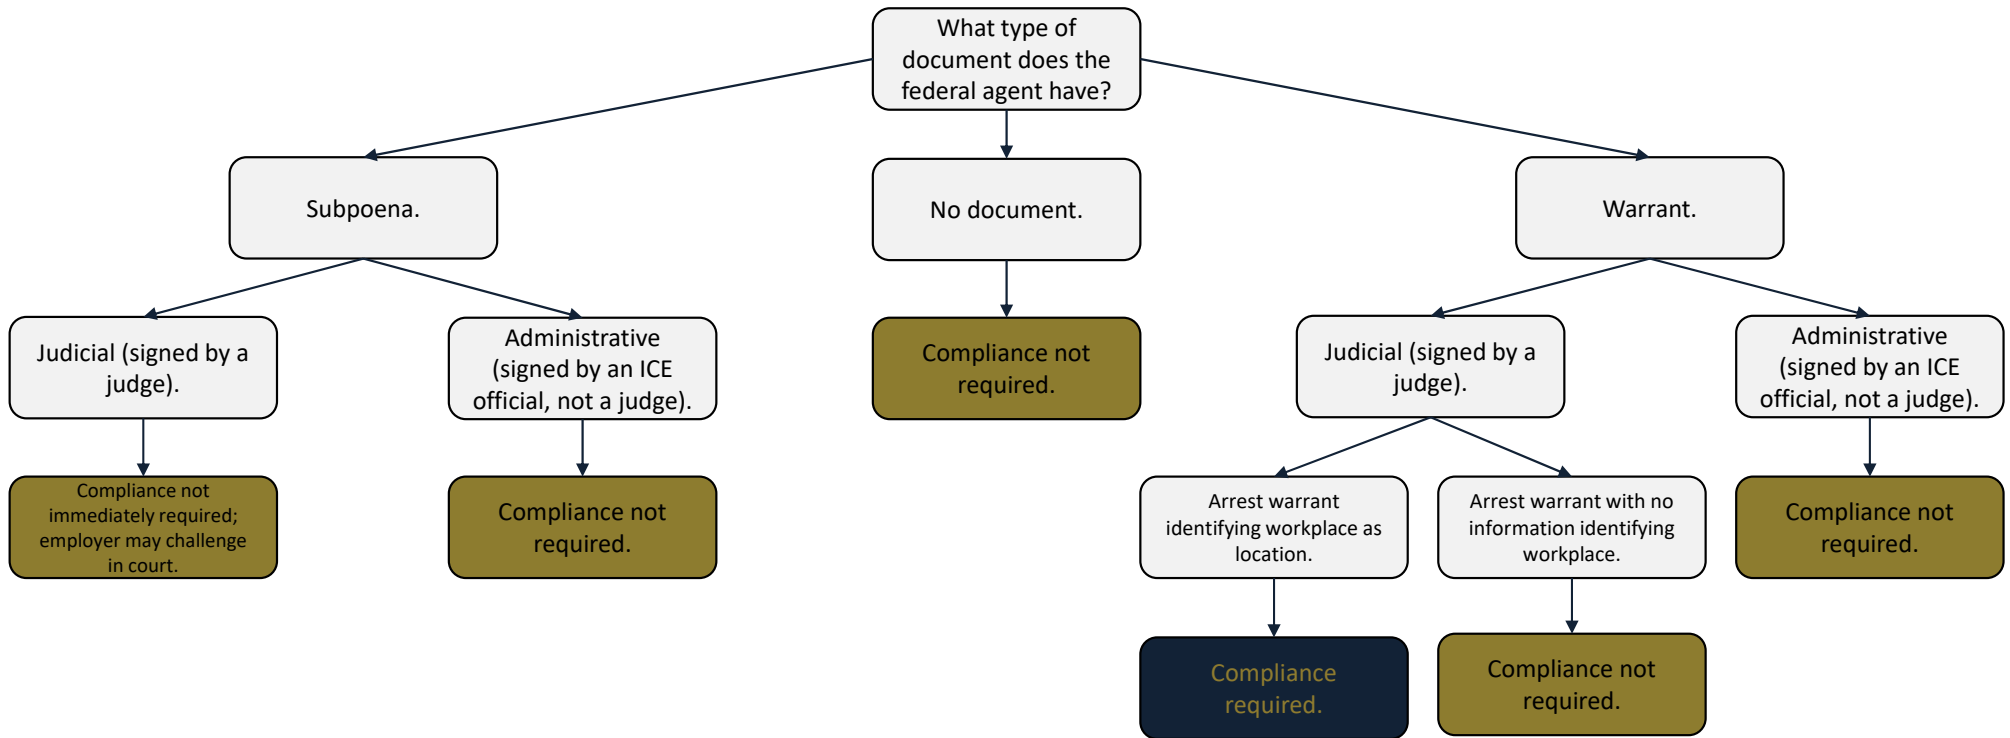 What type of
document does the
federal agent have?
Subpoena.
No document.
Warrant.
Judicial (signed by a
judge).
Administrative
(signed by an ICE
official, not a judge).
Compliance not
required.
Judicial (signed by a
judge).
Administrative
(signed by an ICE
official, not a judge).
Compliance not
immediately required;
employer may challenge
in court.
Compliance not
required.
Arrest warrant
identifying workplace as
location.
Arrest warrant with no
information identifying
workplace.
Compliance not
required.
Compliance
required.
Compliance not
required.